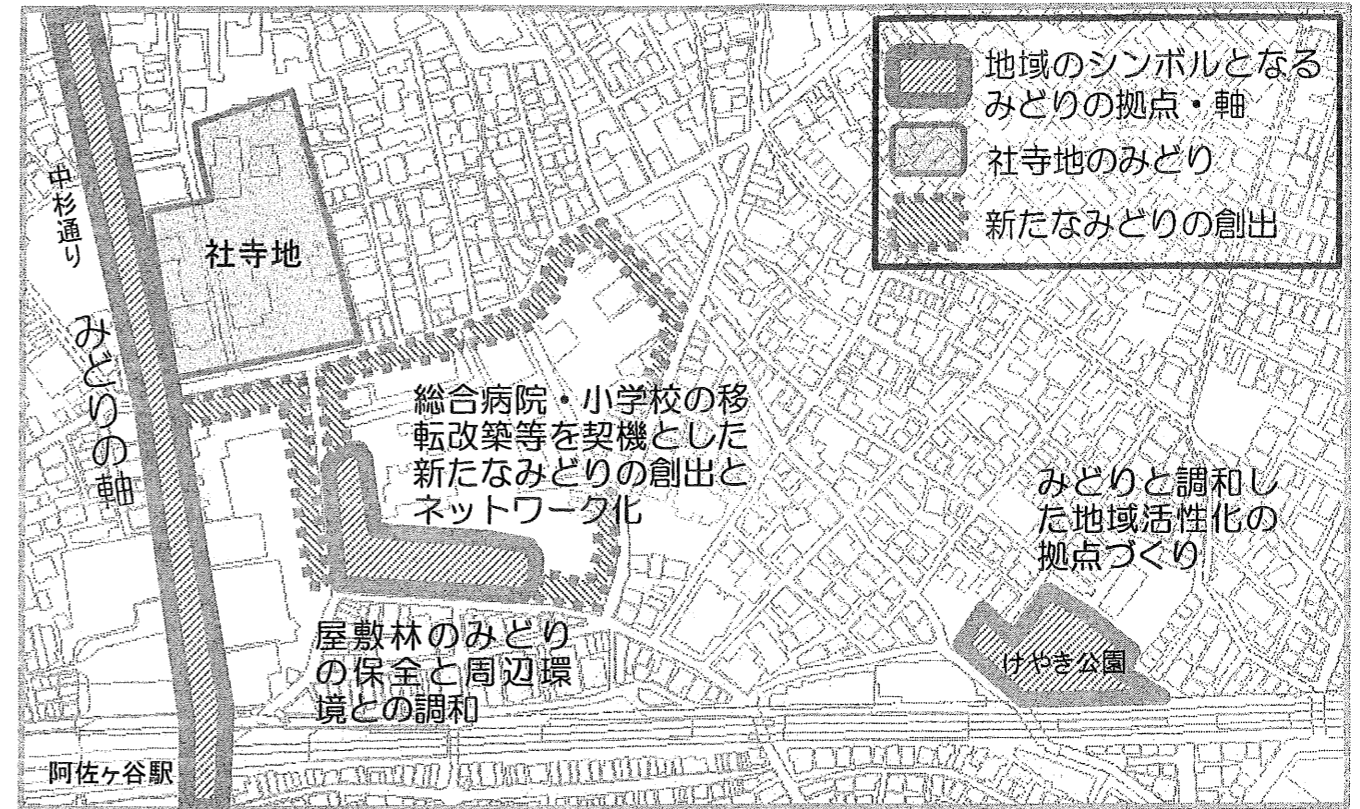 地域のシンボルとなる
みどりの拠点・軸
社寺地のみどり
新たなみどりの創出
中杉通り
社寺地
みどりの軸
総合病院・小学校の移
転改築等を契機とした
新たなみどりの創出と
ネットワーク化
みどりと調和し
た地域活性化の
拠点づくり
屋敷林のみどり
の保全と周辺環
境との調和
けやき公園
阿佐ヶ谷駅